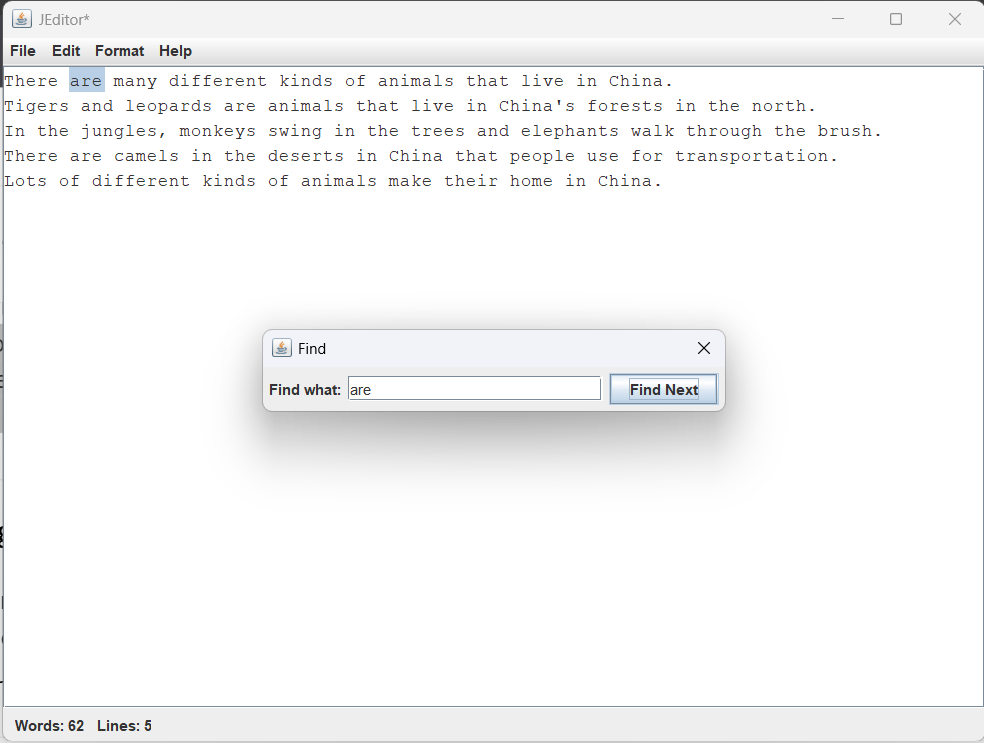 JEditor*
File Edit Format Help
There are many different kinds of animals that live in China.
Tigers and leopards are animals that live in China's forests in the north.
In the jungles, monkeys swing in the trees and elephants walk through the brush.
There are camels in the deserts in China that people use for transportation.
Lots of different kinds of animals make their home in China.
Find
Find what: are Find Next
Words: 62 Lines: 5